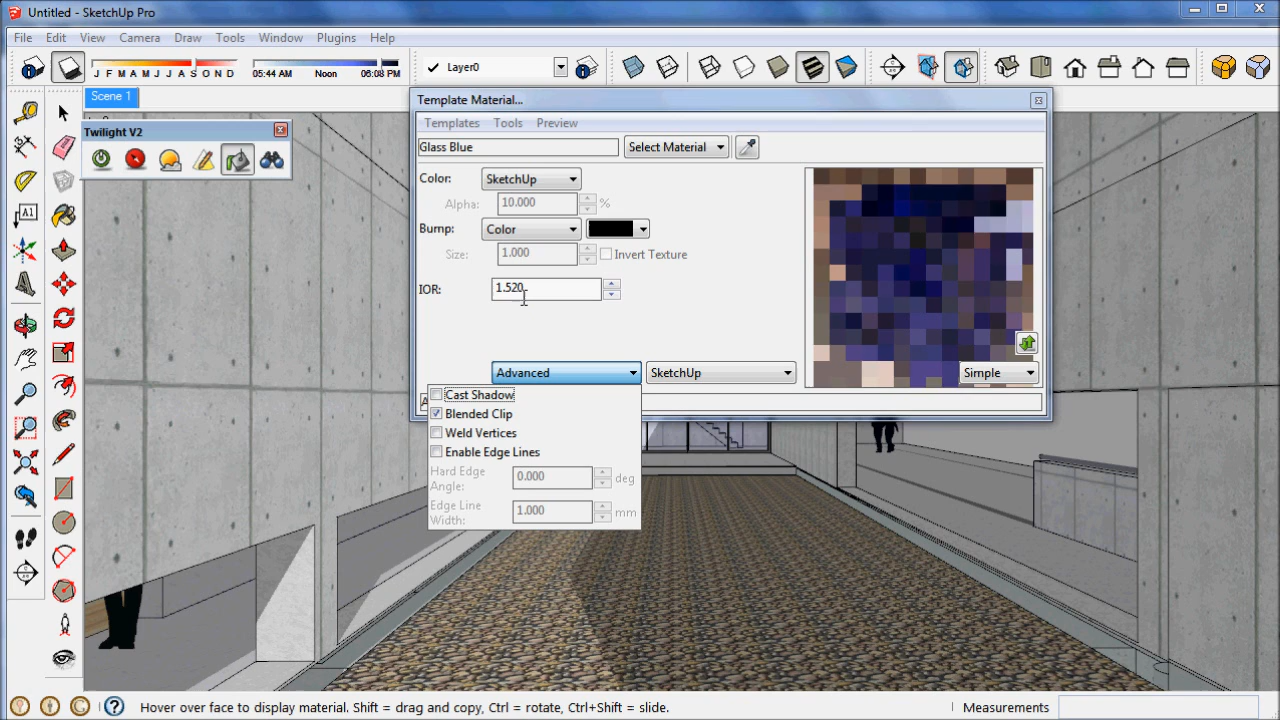 Untitled - SketchUp Pro
File Edit View Camera Draw Tools Window Plugins Help
J F M A M J J A S O N D
05:44 AM Noon 06:08 PM
Layer0
Scene 1
Twilight V2
Template Material...
Templates Tools Preview
Glass Blue
Select Material
Color: SketchUp
Alpha: 10.000 %
Bump: Color
Size: 1.000 Invert Texture
IOR: 1.520
Advanced SketchUp Simple
Cast Shadow
Blended Clip
Weld Vertices
Enable Edge Lines
Hard Edge Angle: 0.000 deg
Edge Line Width: 1.000 mm
A1
Hover over face to display material. Shift = drag and copy, Ctrl = rotate, Ctrl+Shift = slide.
Measurements